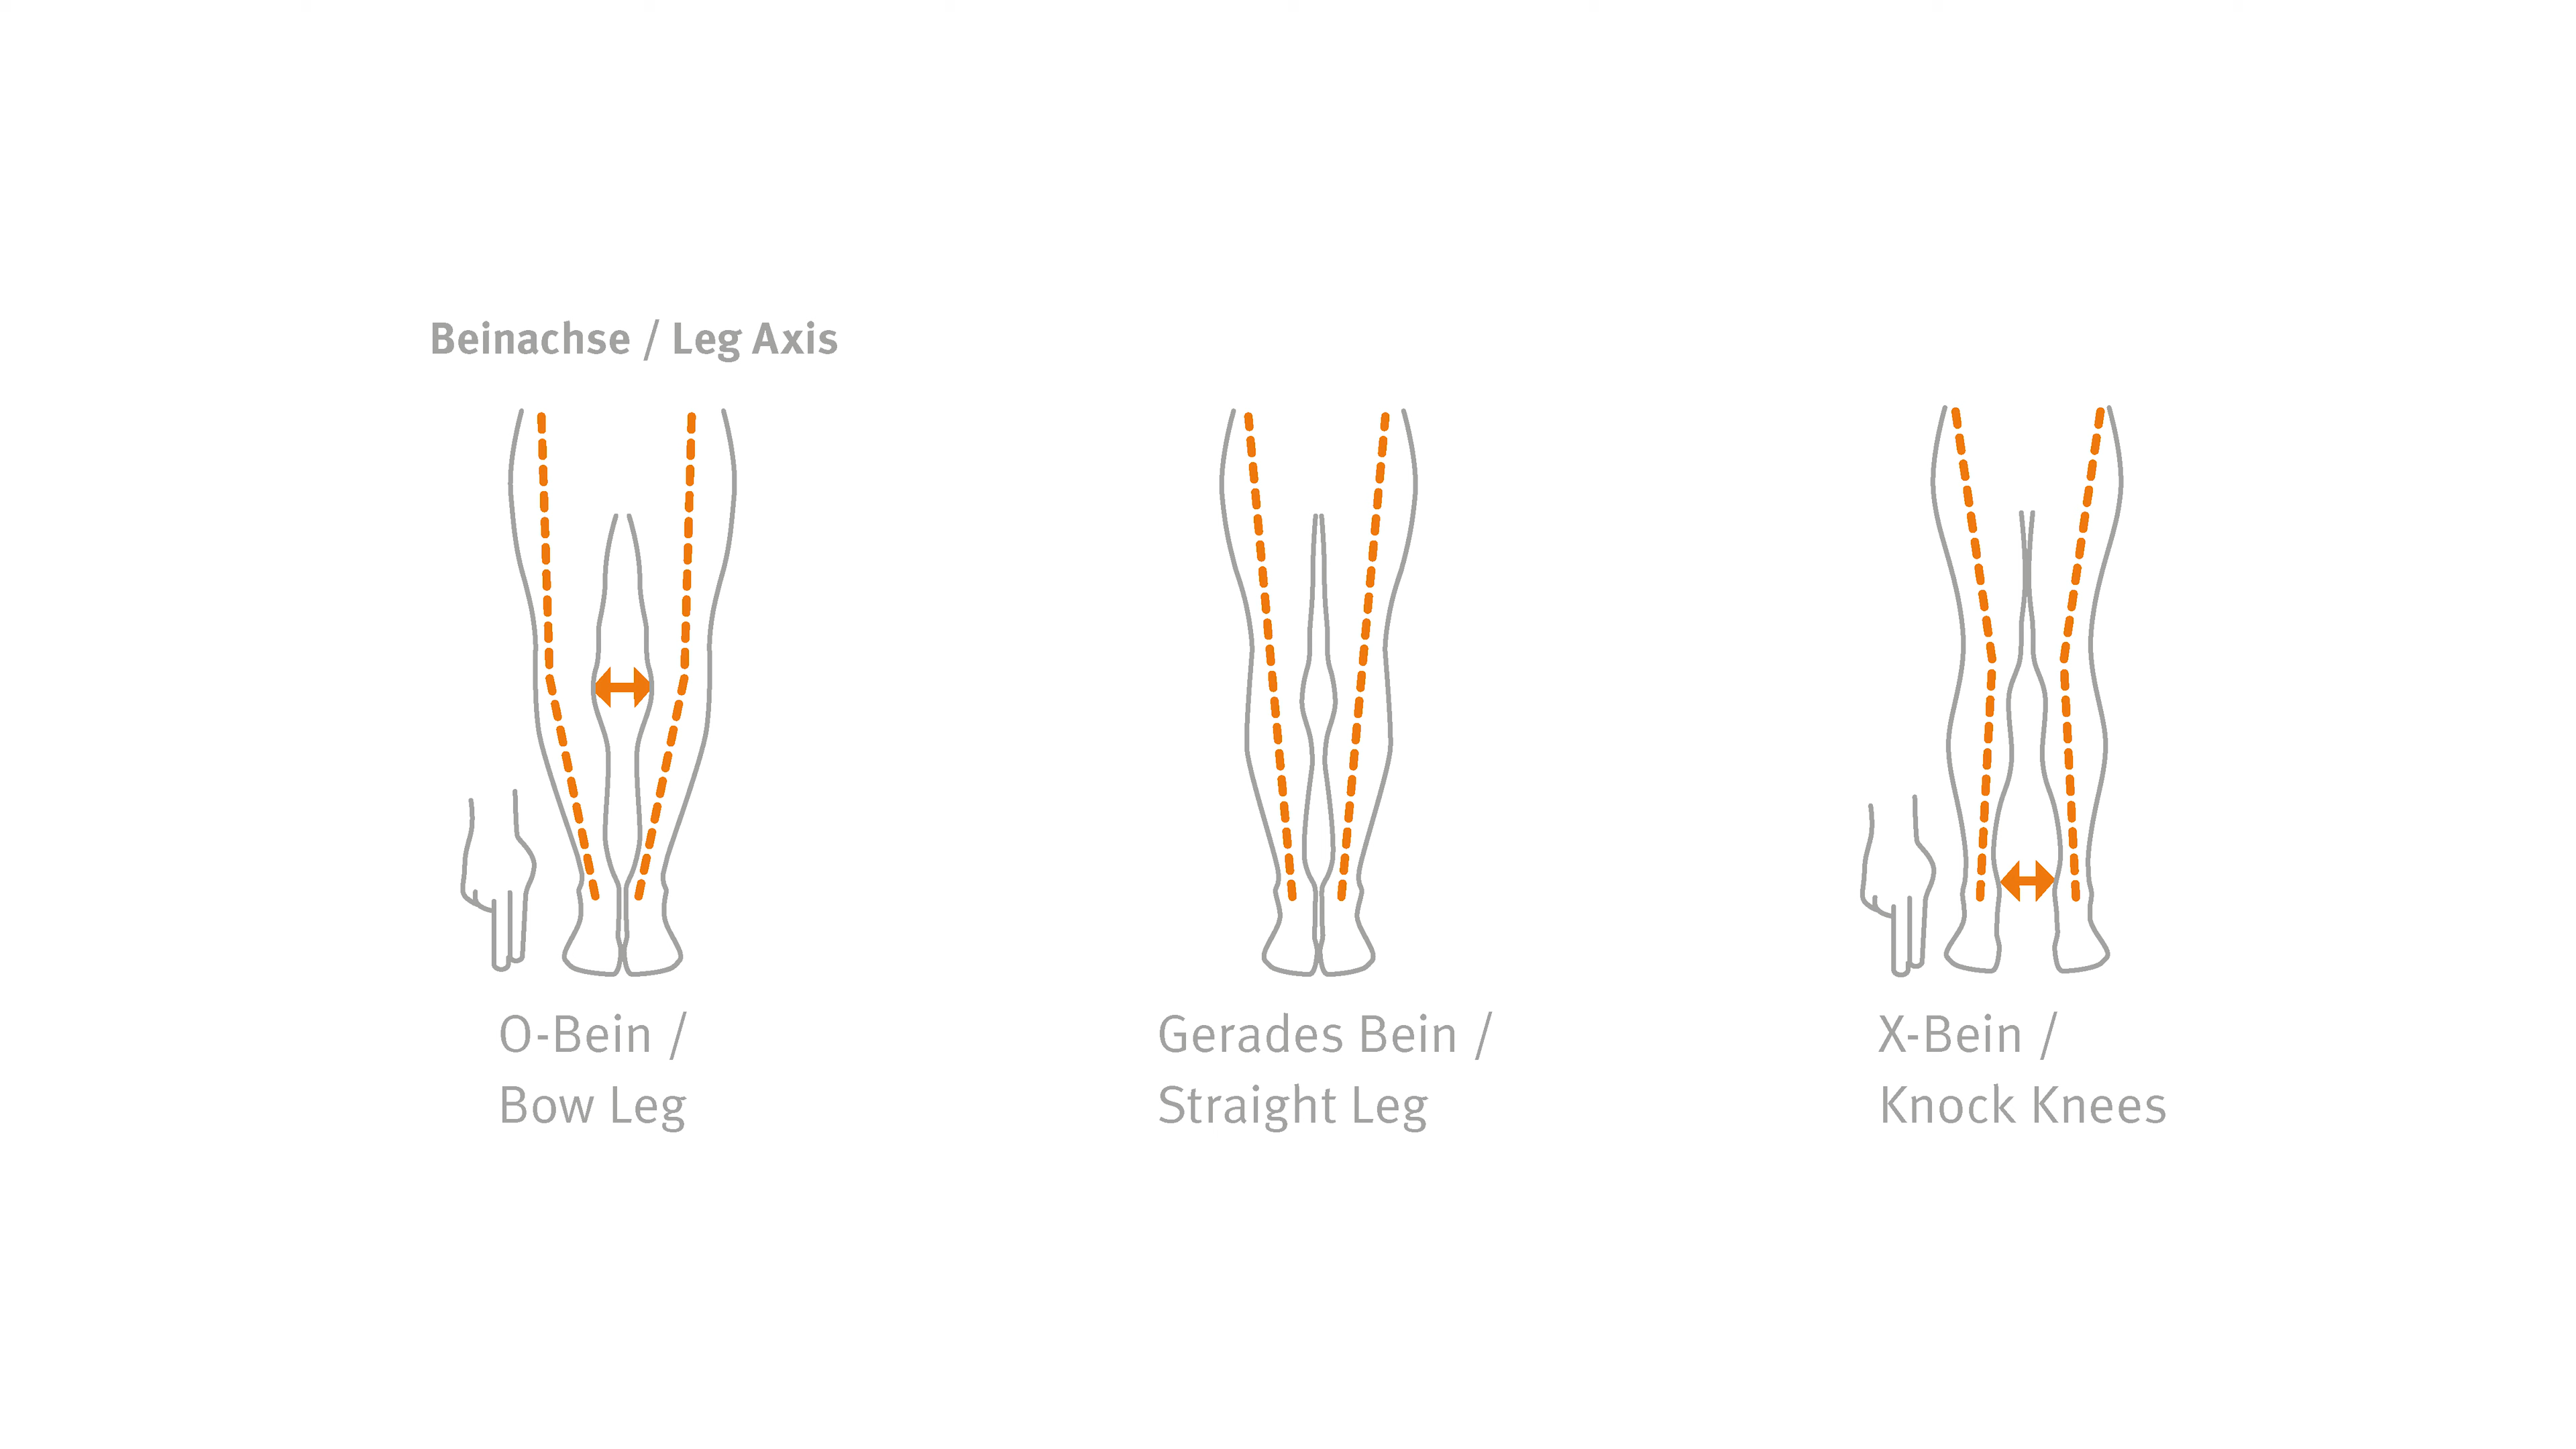 Beinachse / Leg Axis
O-Bein /
Bow Leg
Gerades Bein /
Straight Leg
X-Bein /
Knock Knees